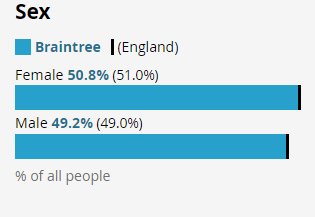 Sex
Braintree (England)
Female 50.8% (51.0%)
Male 49.2% (49.0%)
% of all people